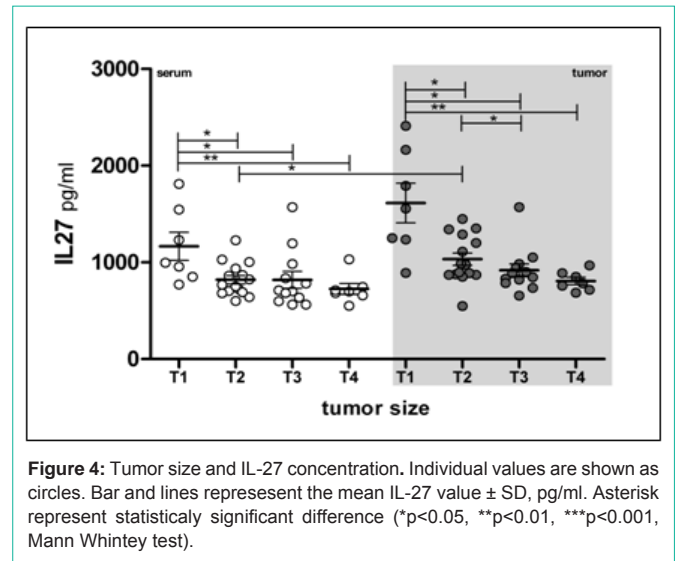 3000
serum
tumor
*
*
*
*
**
**
*
*
2000
*
IL27 pg/ml
1000
0
T1 T2 T3 T4 T1 T2 T3 T4
tumor size
Figure 4: Tumor size and IL-27 concentration. Individual values are shown as
circles. Bar and lines represesent the mean IL-27 value ± SD, pg/ml. Asterisk
represent statisticaly significant difference (*p<0.05, **p<0.01, ***p<0.001,
Mann Whintey test).